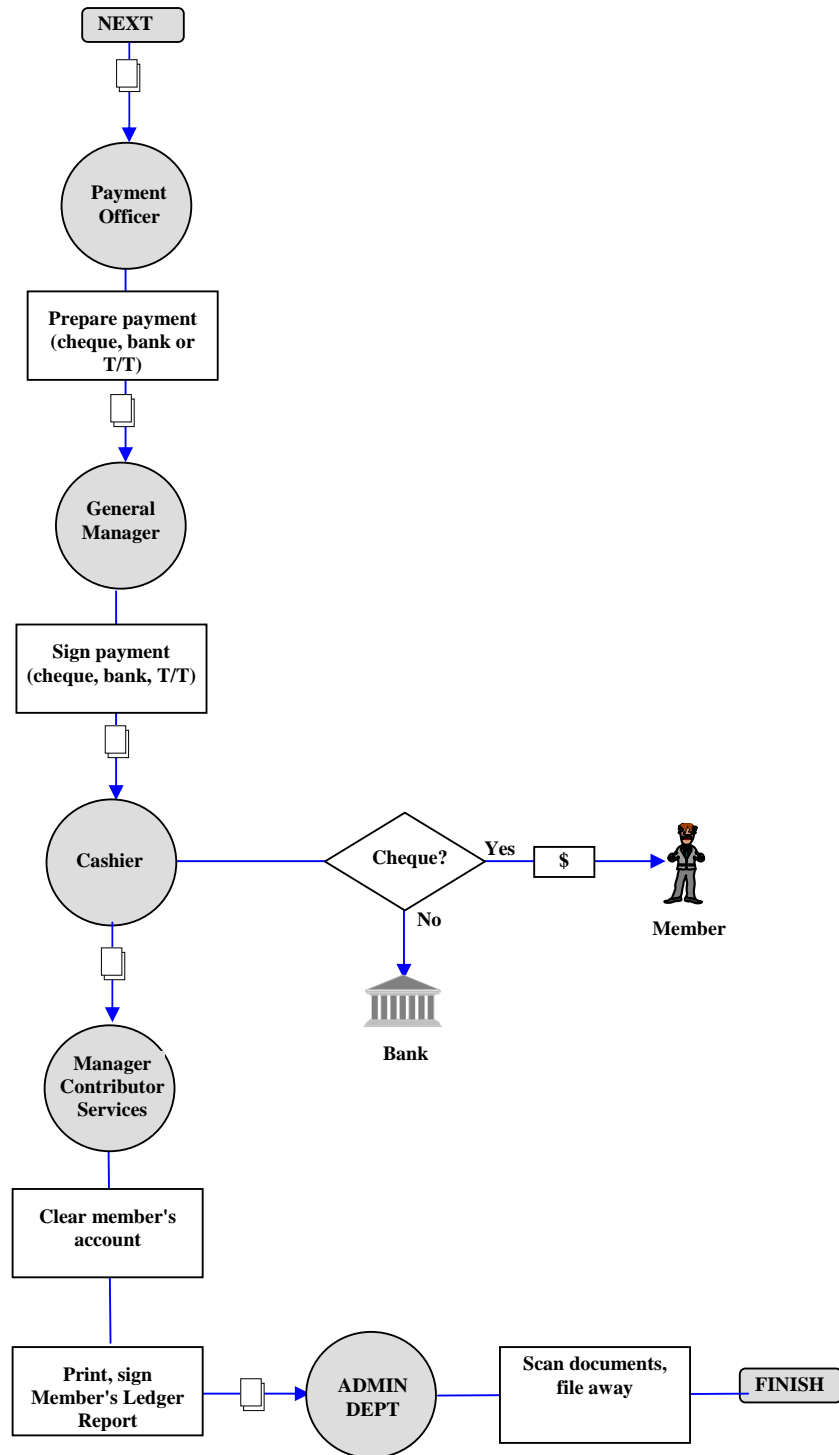 NEXT
Payment
Officer
Prepare payment
(cheque, bank or
T/T)
General
Manager
Sign payment
(cheque, bank, T/T)
Cashier
Cheque?
Yes
$
Member
No
Bank
Manager
Contributor
Services
Clear member's
account
Print, sign
Member's Ledger
Report
ADMIN
DEPT
Scan documents,
file away
FINISH